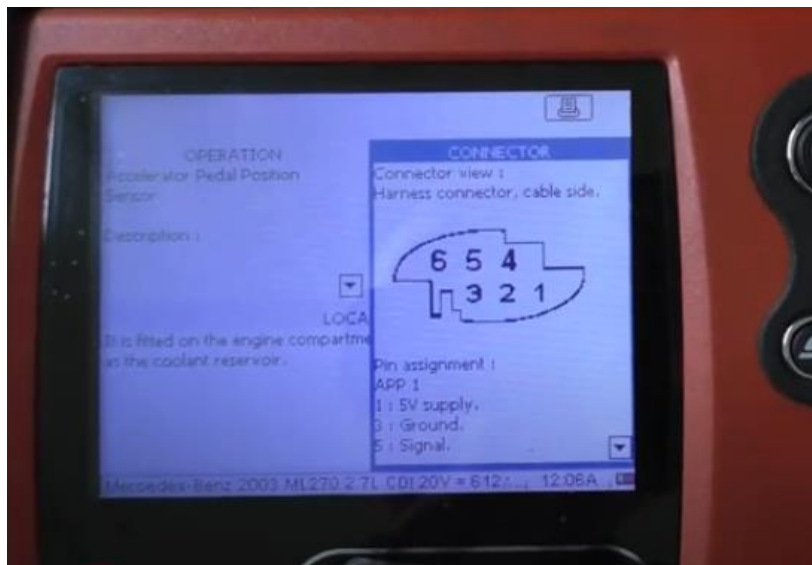 OPERATION
Accelerator Pedal Position
Sensor
Description :
LOCA
It is fitted on the engine compartme
as the coolant reservoir.
CONNECTOR
Connector view :
Harness connector, cable side.
6 5 4
3 2 1
Pin assignment :
APP 1
1 : 5V supply.
3 : Ground.
5 : Signal.
Mercedes-Benz 2003 ML270 2.7L CDI 20V = 612 12:06A